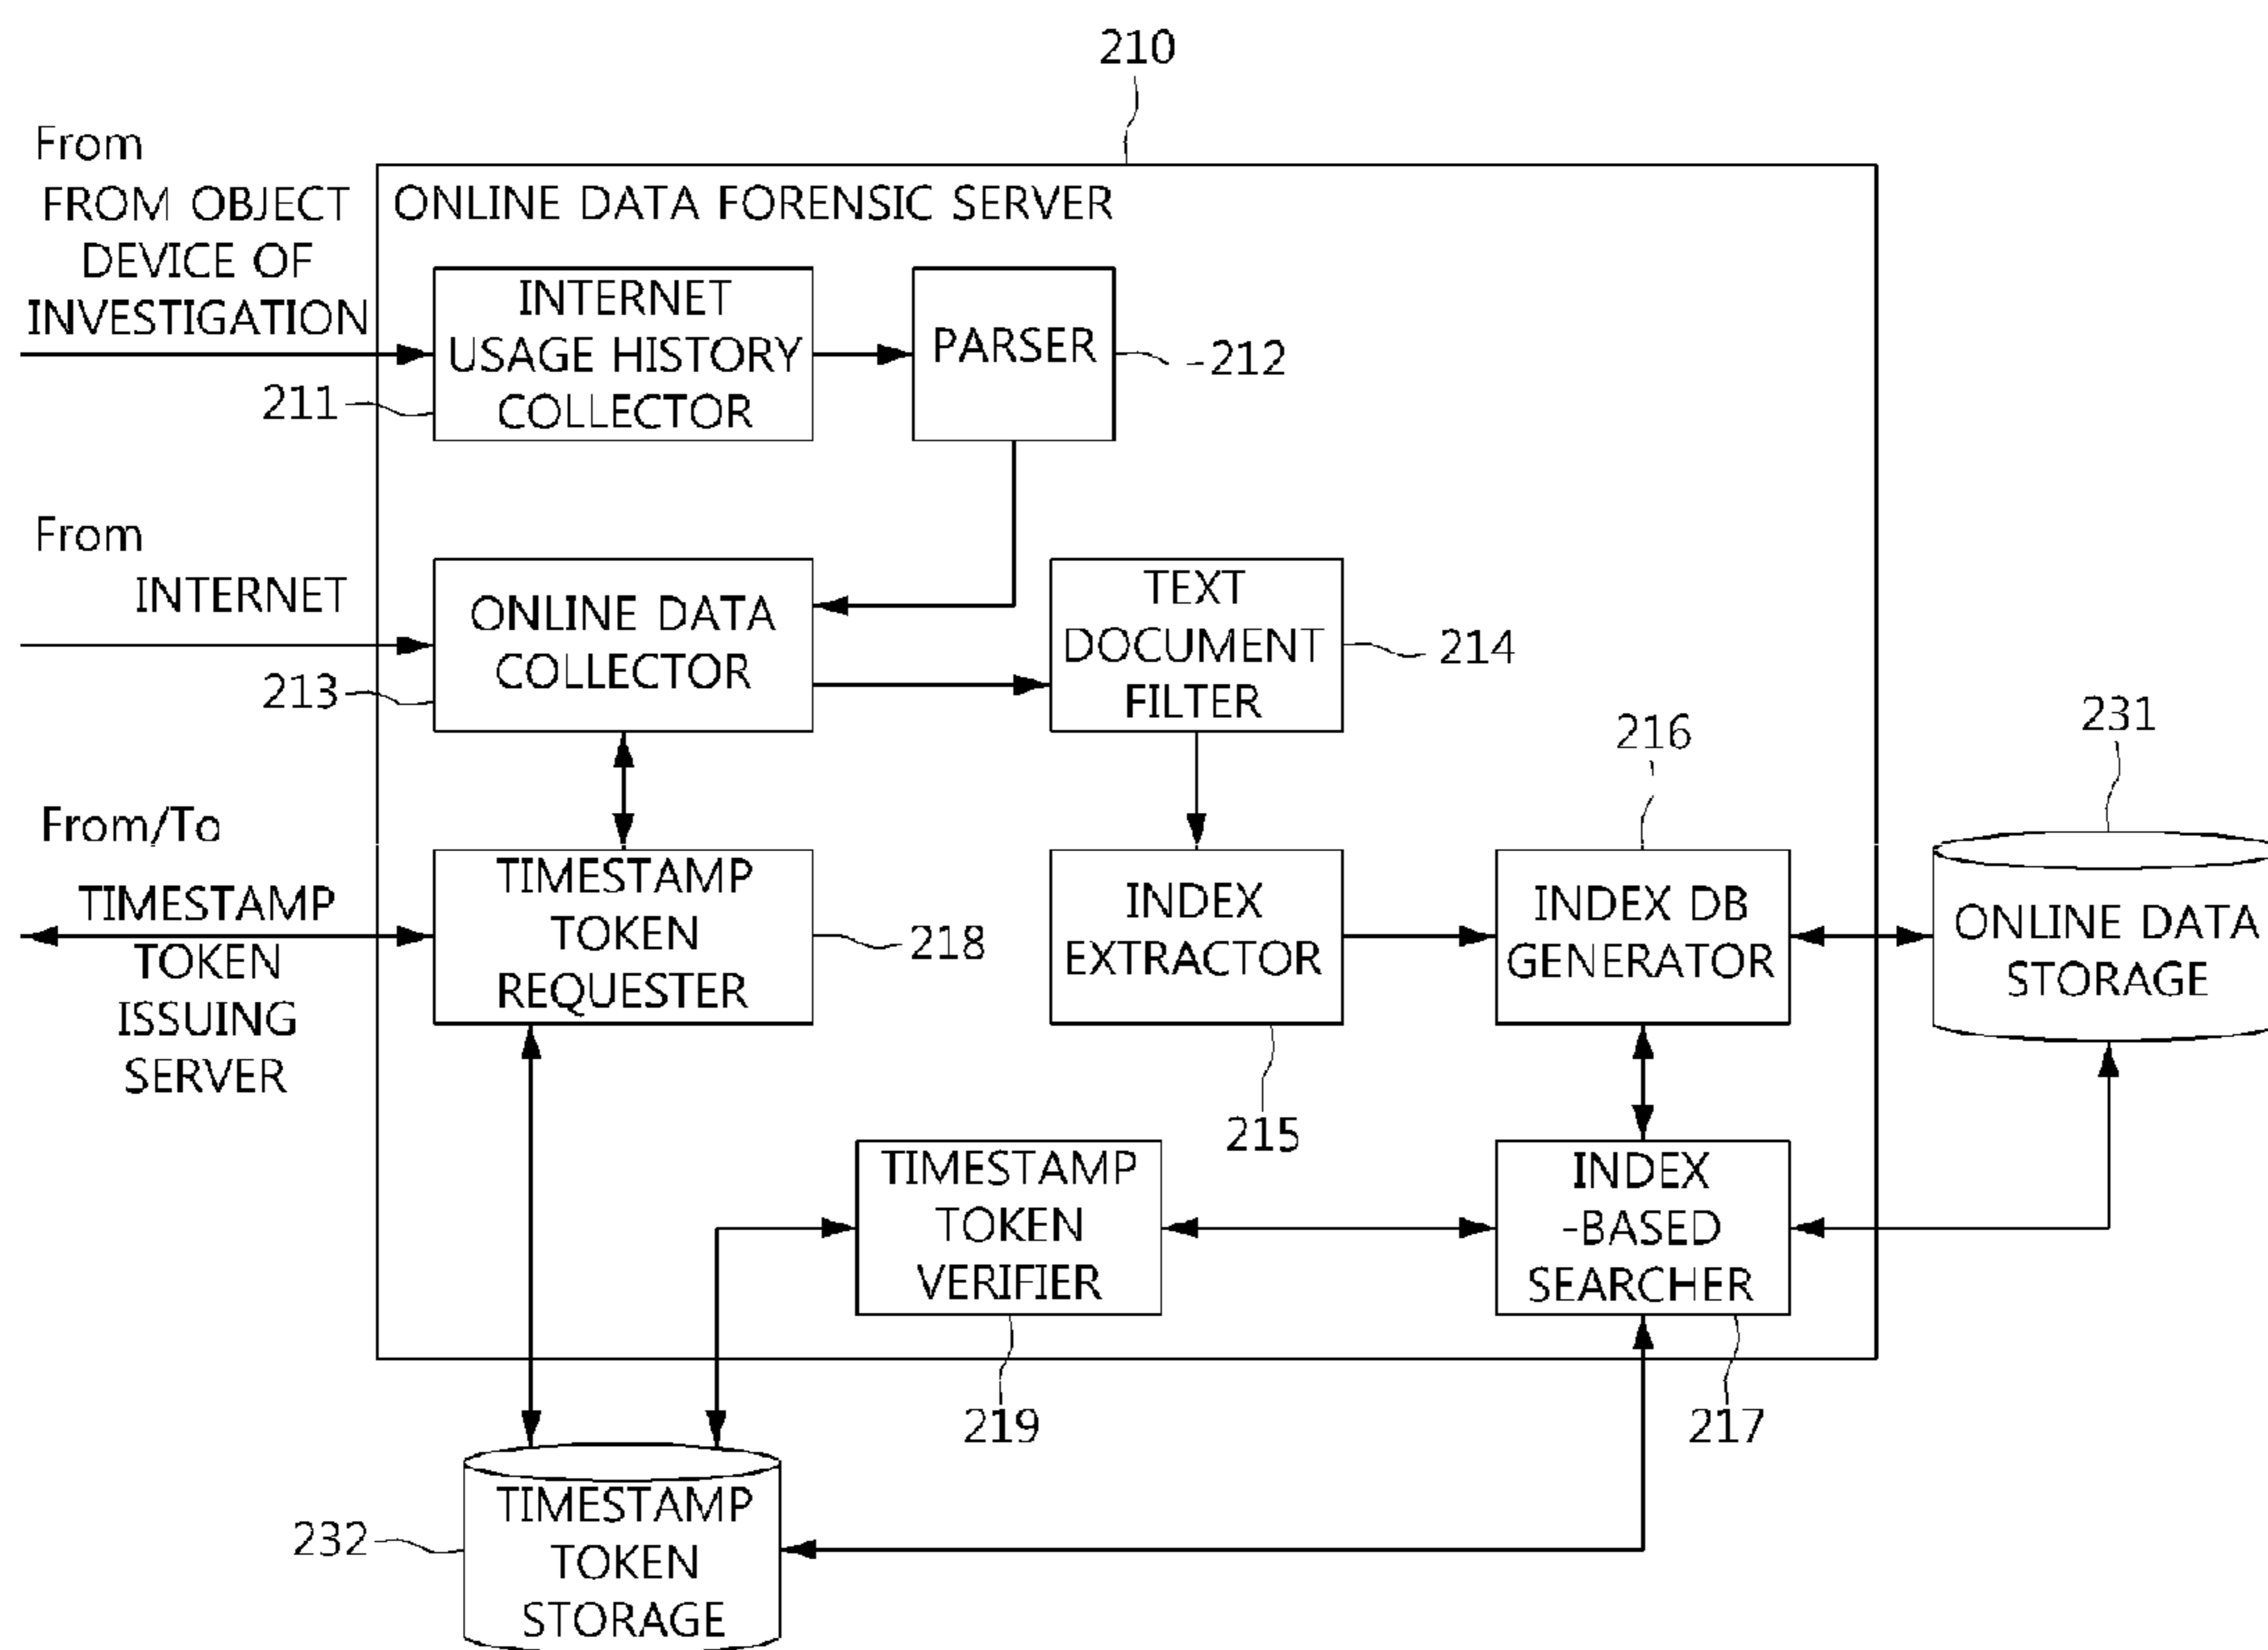 210
From
FROM OBJECT
DEVICE OF
INVESTIGATION
ONLINE DATA FORENSIC SERVER
INTERNET
USAGE HISTORY
COLLECTOR
211
PARSER
-212
From
INTERNET
ONLINE DATA
COLLECTOR
213
TEXT
DOCUMENT
FILTER
214
216
231
From/To
TIMESTAMP
TOKEN
ISSUING
SERVER
TIMESTAMP
TOKEN
REQUESTER
218
INDEX
EXTRACTOR
215
INDEX DB
GENERATOR
ONLINE DATA
STORAGE
TIMESTAMP
TOKEN
VERIFIER
219
INDEX
-BASED
SEARCHER
217
232
TIMESTAMP
TOKEN
STORAGE